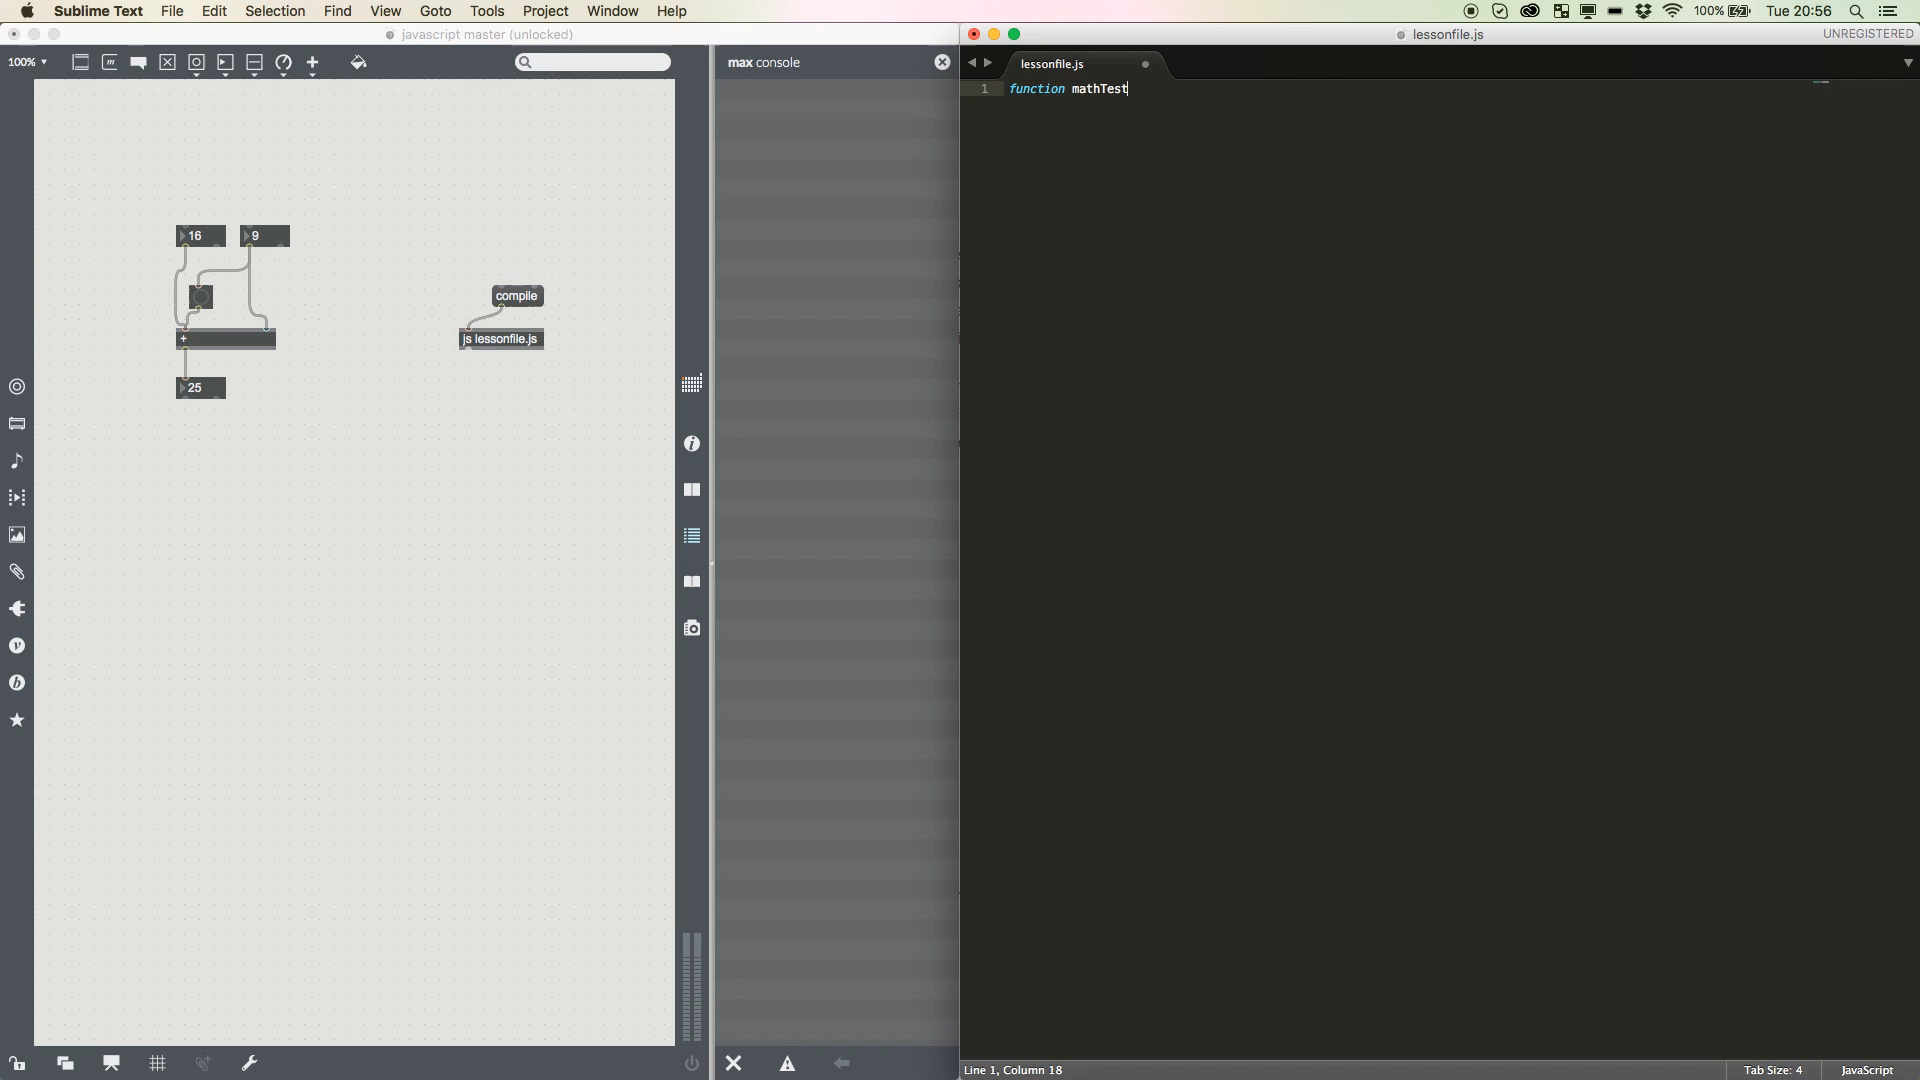 Sublime Text File Edit Selection Find View Goto Tools Project Window Help 100% Tue 20:56
javascript master (unlocked)
lessonfile.js UNREGISTERED
100%
max console
lessonfile.js
1 function mathTest
16 9
compile
+
js lessonfile.js
25
Line 1, Column 18 Tab Size: 4 JavaScript